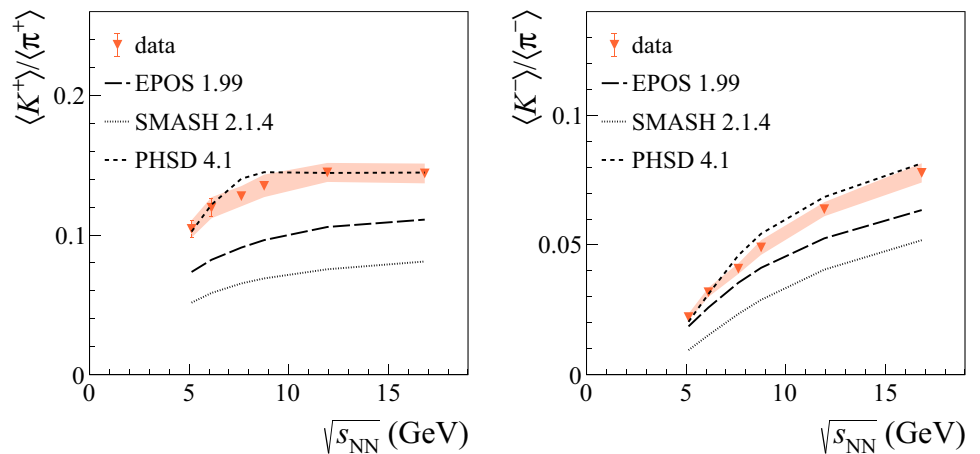 ⟨K⁺⟩/⟨π⁺⟩
data
EPOS 1.99
SMASH 2.1.4
PHSD 4.1
0.2
0.1
0
0 5 10 15
√s_NN (GeV)
⟨K⁻⟩/⟨π⁻⟩
data
EPOS 1.99
SMASH 2.1.4
PHSD 4.1
0.1
0.05
0
0 5 10 15
√s_NN (GeV)